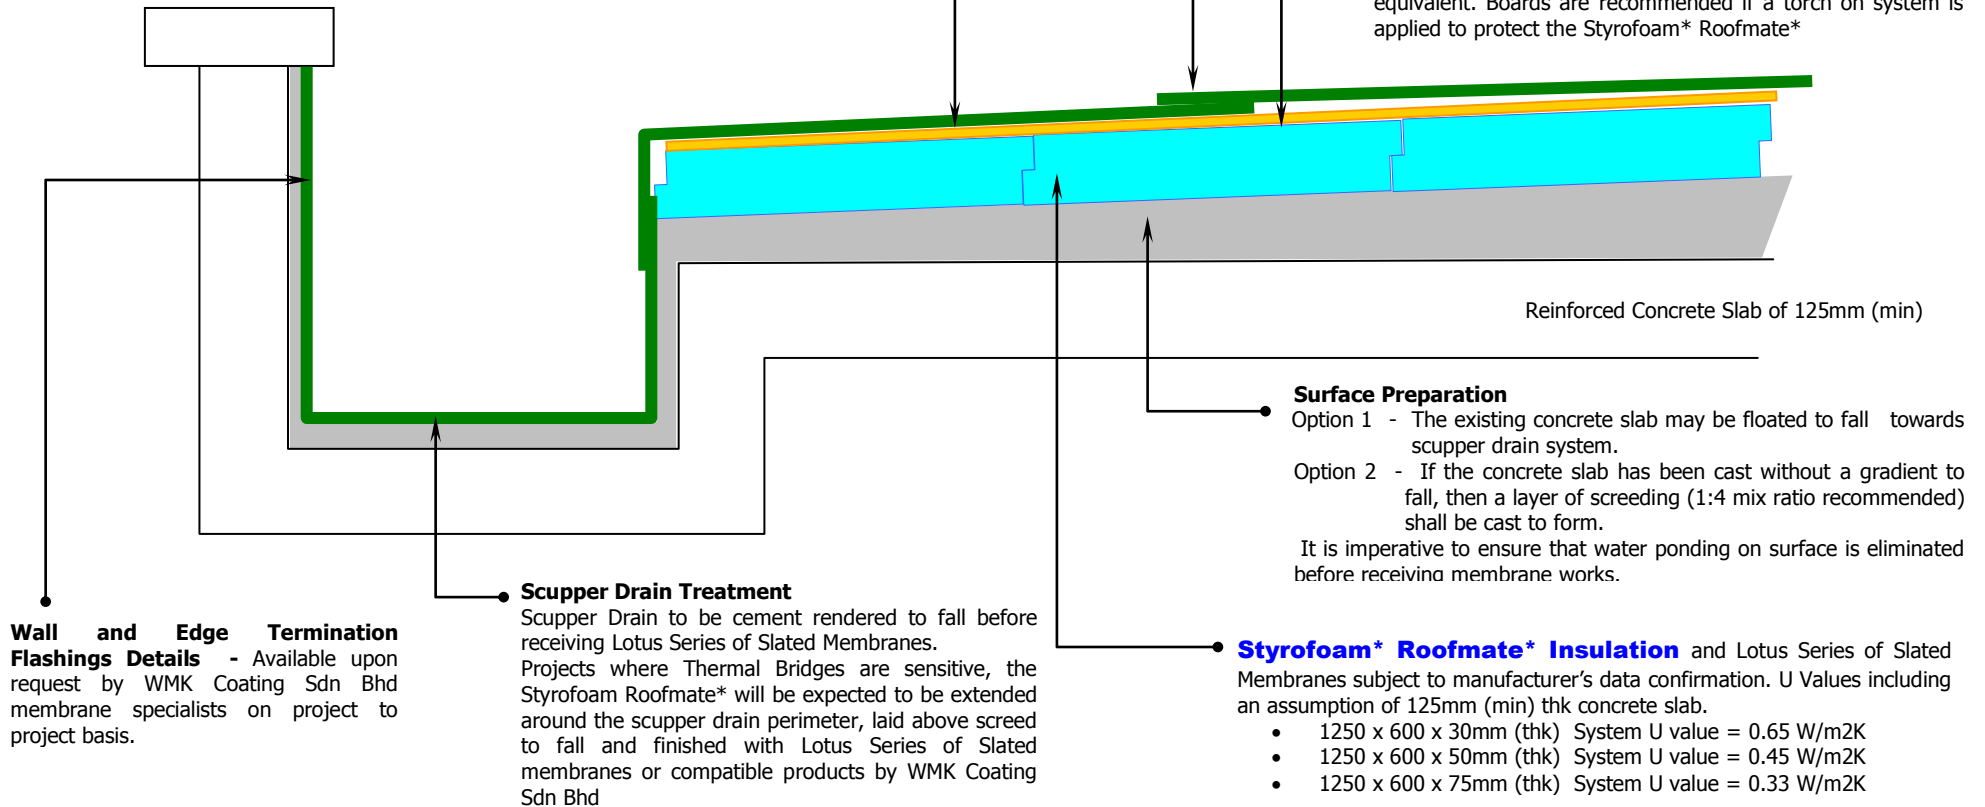 equivalent. Boards are recommended if a torch on system is
applied to protect the Styrofoam* Roofmate*
Reinforced Concrete Slab of 125mm (min)
Surface Preparation
Option 1 - The existing concrete slab may be floated to fall towards
scupper drain system.
Option 2 - If the concrete slab has been cast without a gradient to
fall, then a layer of screeding (1:4 mix ratio recommended)
shall be cast to form.
It is imperative to ensure that water ponding on surface is eliminated
before receiving membrane works.
Scupper Drain Treatment
Scupper Drain to be cement rendered to fall before
receiving Lotus Series of Slated Membranes.
Projects where Thermal Bridges are sensitive, the
Styrofoam Roofmate* will be expected to be extended
around the scupper drain perimeter, laid above screed
to fall and finished with Lotus Series of Slated
membranes or compatible products by WMK Coating
Sdn Bhd
Wall and Edge Termination
Flashings Details - Available upon
request by WMK Coating Sdn Bhd
membrane specialists on project to
project basis.
Styrofoam* Roofmate* Insulation and Lotus Series of Slated
Membranes subject to manufacturer's data confirmation. U Values including
an assumption of 125mm (min) thk concrete slab.
• 1250 x 600 x 30mm (thk) System U value = 0.65 W/m2K
• 1250 x 600 x 50mm (thk) System U value = 0.45 W/m2K
• 1250 x 600 x 75mm (thk) System U value = 0.33 W/m2K